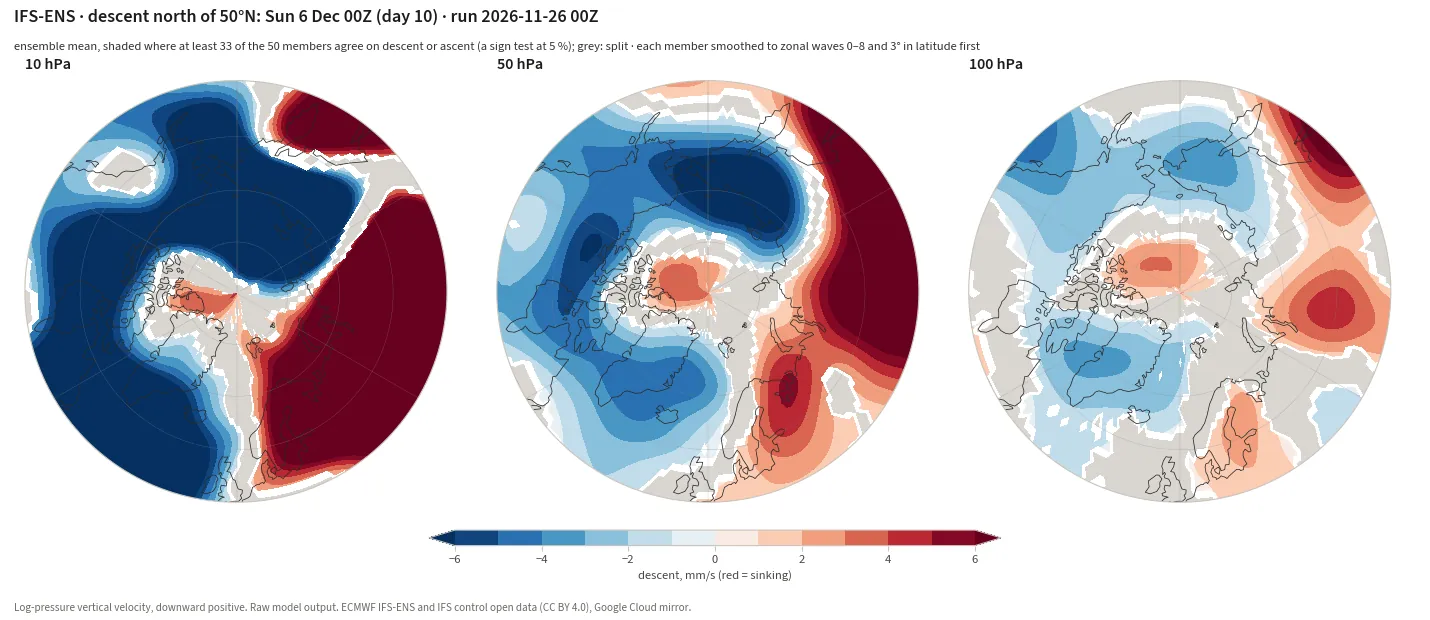 IFS-ENS · descent north of 50°N: Sun 6 Dec 00Z (day 10) · run 2026-11-26 00Z
ensemble mean, shaded where at least 33 of the 50 members agree on descent or ascent (a sign test at 5 %); grey: split · each member smoothed to zonal waves 0–8 and 3° in latitude first
10 hPa
50 hPa
100 hPa
−6 −4 −2 0 2 4 6
descent, mm/s (red = sinking)
Log-pressure vertical velocity, downward positive. Raw model output. ECMWF IFS-ENS and IFS control open data (CC BY 4.0), Google Cloud mirror.